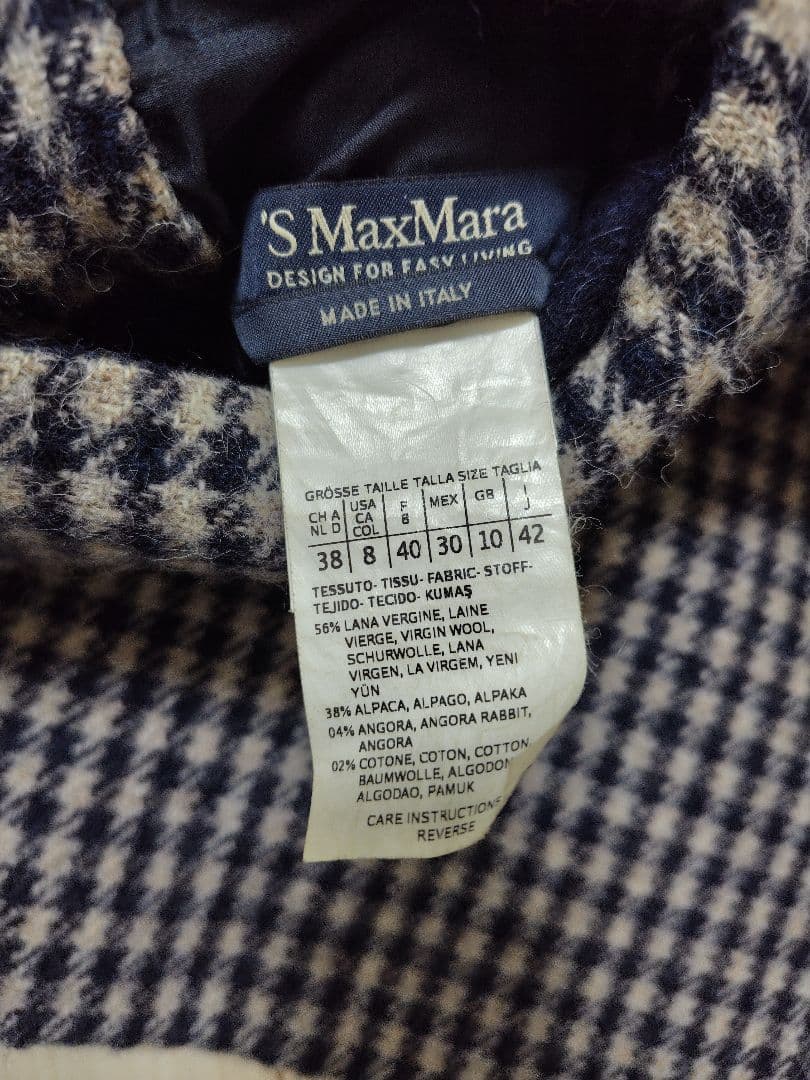 'S MaxMara
DESIGN FOR EASY LIVING
MADE IN ITALY
GRÖSSE TAILLE TALLA SIZE TAGLIA
CH A USA F MEX GB J
NL D CA B
COL
38 8 40 30 10 42
TESSUTO- TISSU- FABRIC- STOFF-
TEJIDO- TECIDO- KUMAŞ
56% LANA VERGINE, LAINE
VIERGE, VIRGIN WOOL,
SCHURWOLLE, LANA
VIRGEN, LA VIRGEM, YENI
YÜN
38% ALPACA, ALPAGO, ALPAKA
04% ANGORA, ANGORA RABBIT,
ANGORA
02% COTONE, COTON, COTTON
BAUMWOLLE, ALGODON
ALGODAO, PAMUK
CARE INSTRUCTIONS
REVERSE